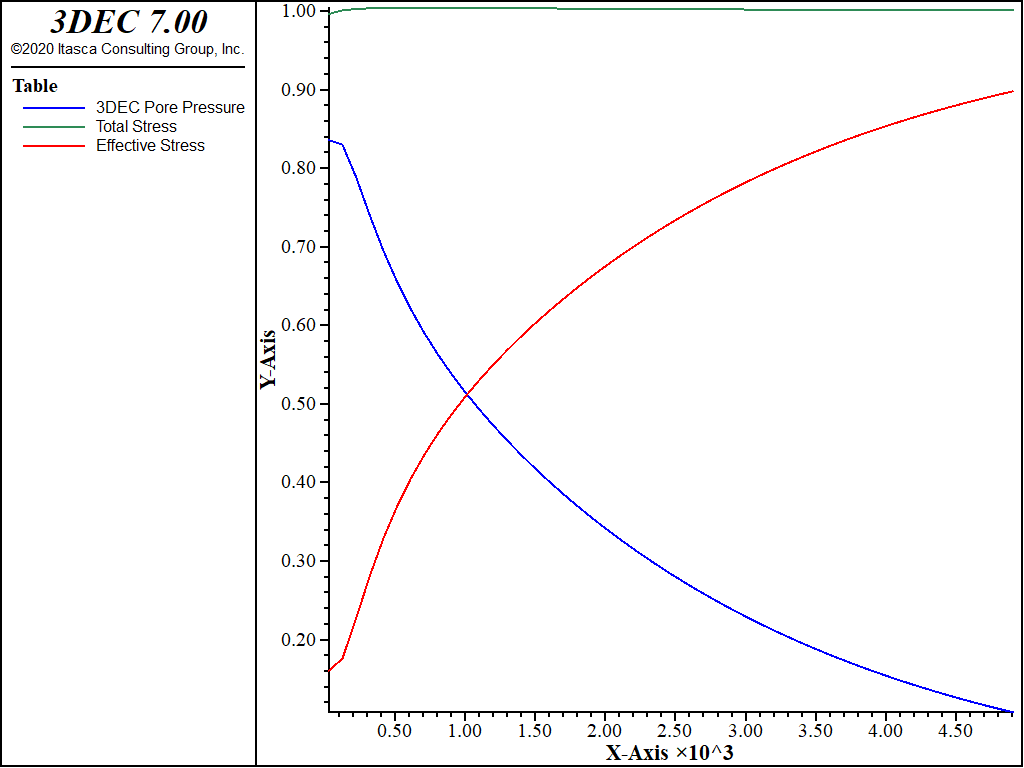 3DEC 7.00
©2020 Itasca Consulting Group, Inc.
Table
3DEC Pore Pressure
Total Stress
Effective Stress
1.00
0.90
0.80
0.70
0.60
0.50
0.40
0.30
0.20
Y-Axis
0.50 1.00 1.50 2.00 2.50 3.00 3.50 4.00 4.50
X-Axis ×10^3